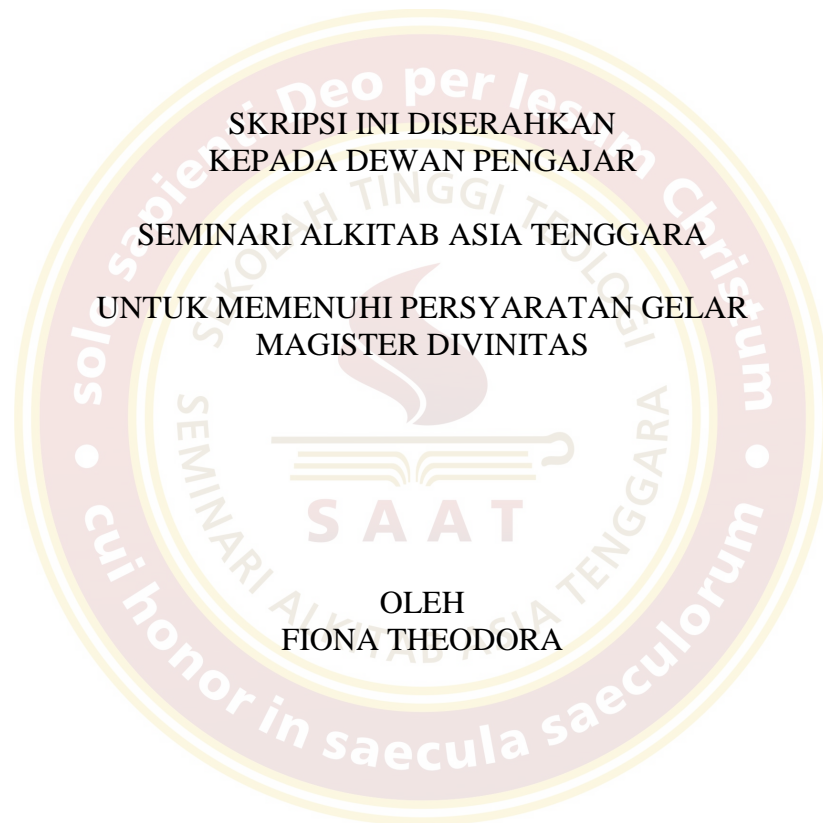 SKRIPSI INI DISERAHKAN
KEPADA DEWAN PENGAJAR
SEMINARI ALKITAB ASIA TENGGARA
UNTUK MEMENUHI PERSYARATAN GELAR
MAGISTER DIVINITAS
OLEH
FIONA THEODORA
solo sapienti Deo per Iesum Christum
cui honor in saecula saeculorum
SEKOLAH TINGGI TEOLOGI
SEMINARI ALKITAB ASIA TENGGARA
SAAT